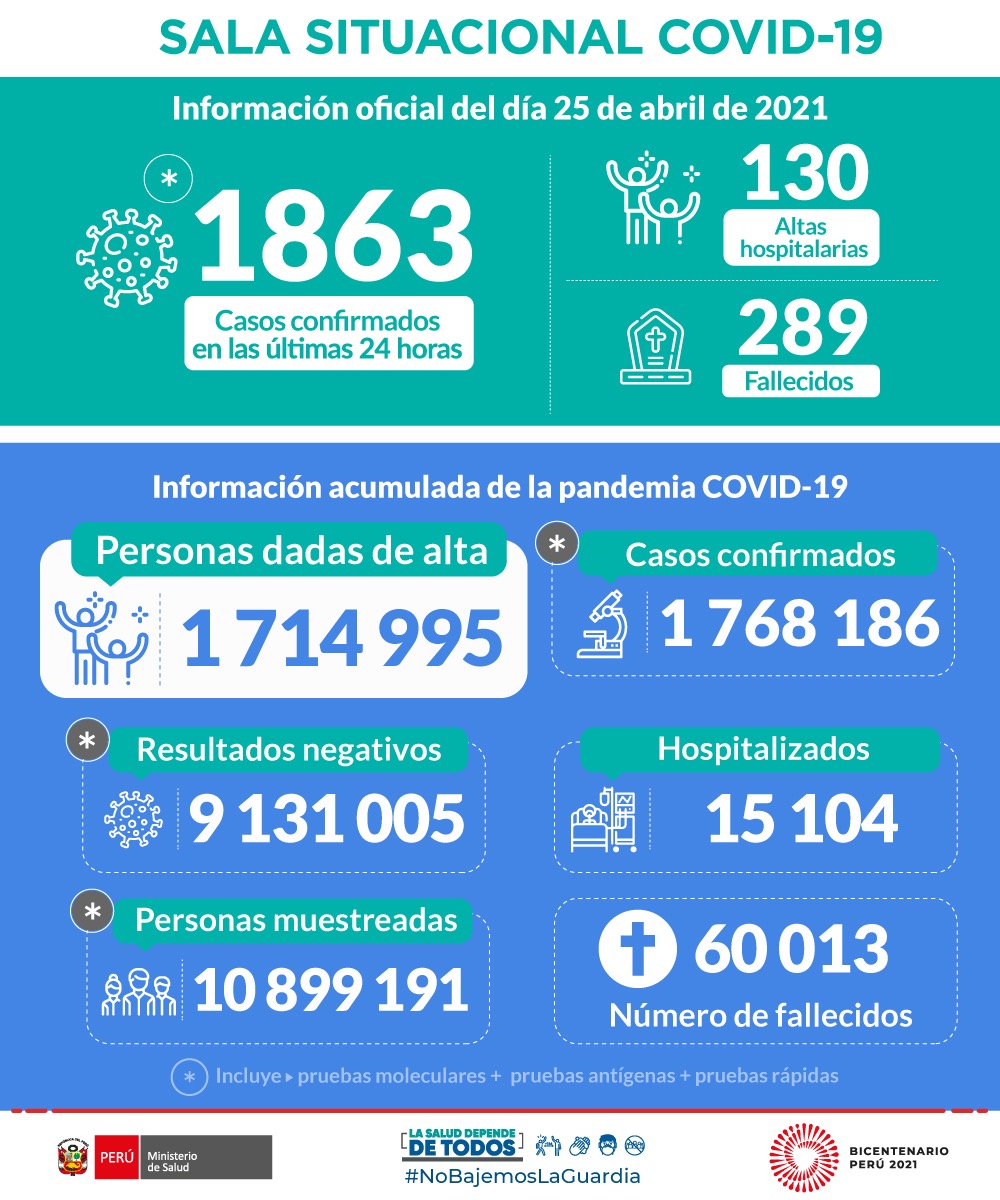 SALA SITUACIONAL COVID-19
Información oficial del día 25 de abril de 2021
*
1863
Casos confirmados
en las últimas 24 horas
130
Altas
hospitalarias
289
Fallecidos
Información acumulada de la pandemia COVID-19
Personas dadas de alta
1 714 995
*
Casos confirmados
1 768 186
*
Resultados negativos
9 131 005
Hospitalizados
15 104
*
Personas muestreadas
10 899 191
60 013
Número de fallecidos
* Incluye ▸ pruebas moleculares + pruebas antígenas + pruebas rápidas
PERÚ
Ministerio
de Salud
LA SALUD DEPENDE
DE TODOS
#NoBajemosLaGuardia
BICENTENARIO
PERÚ 2021